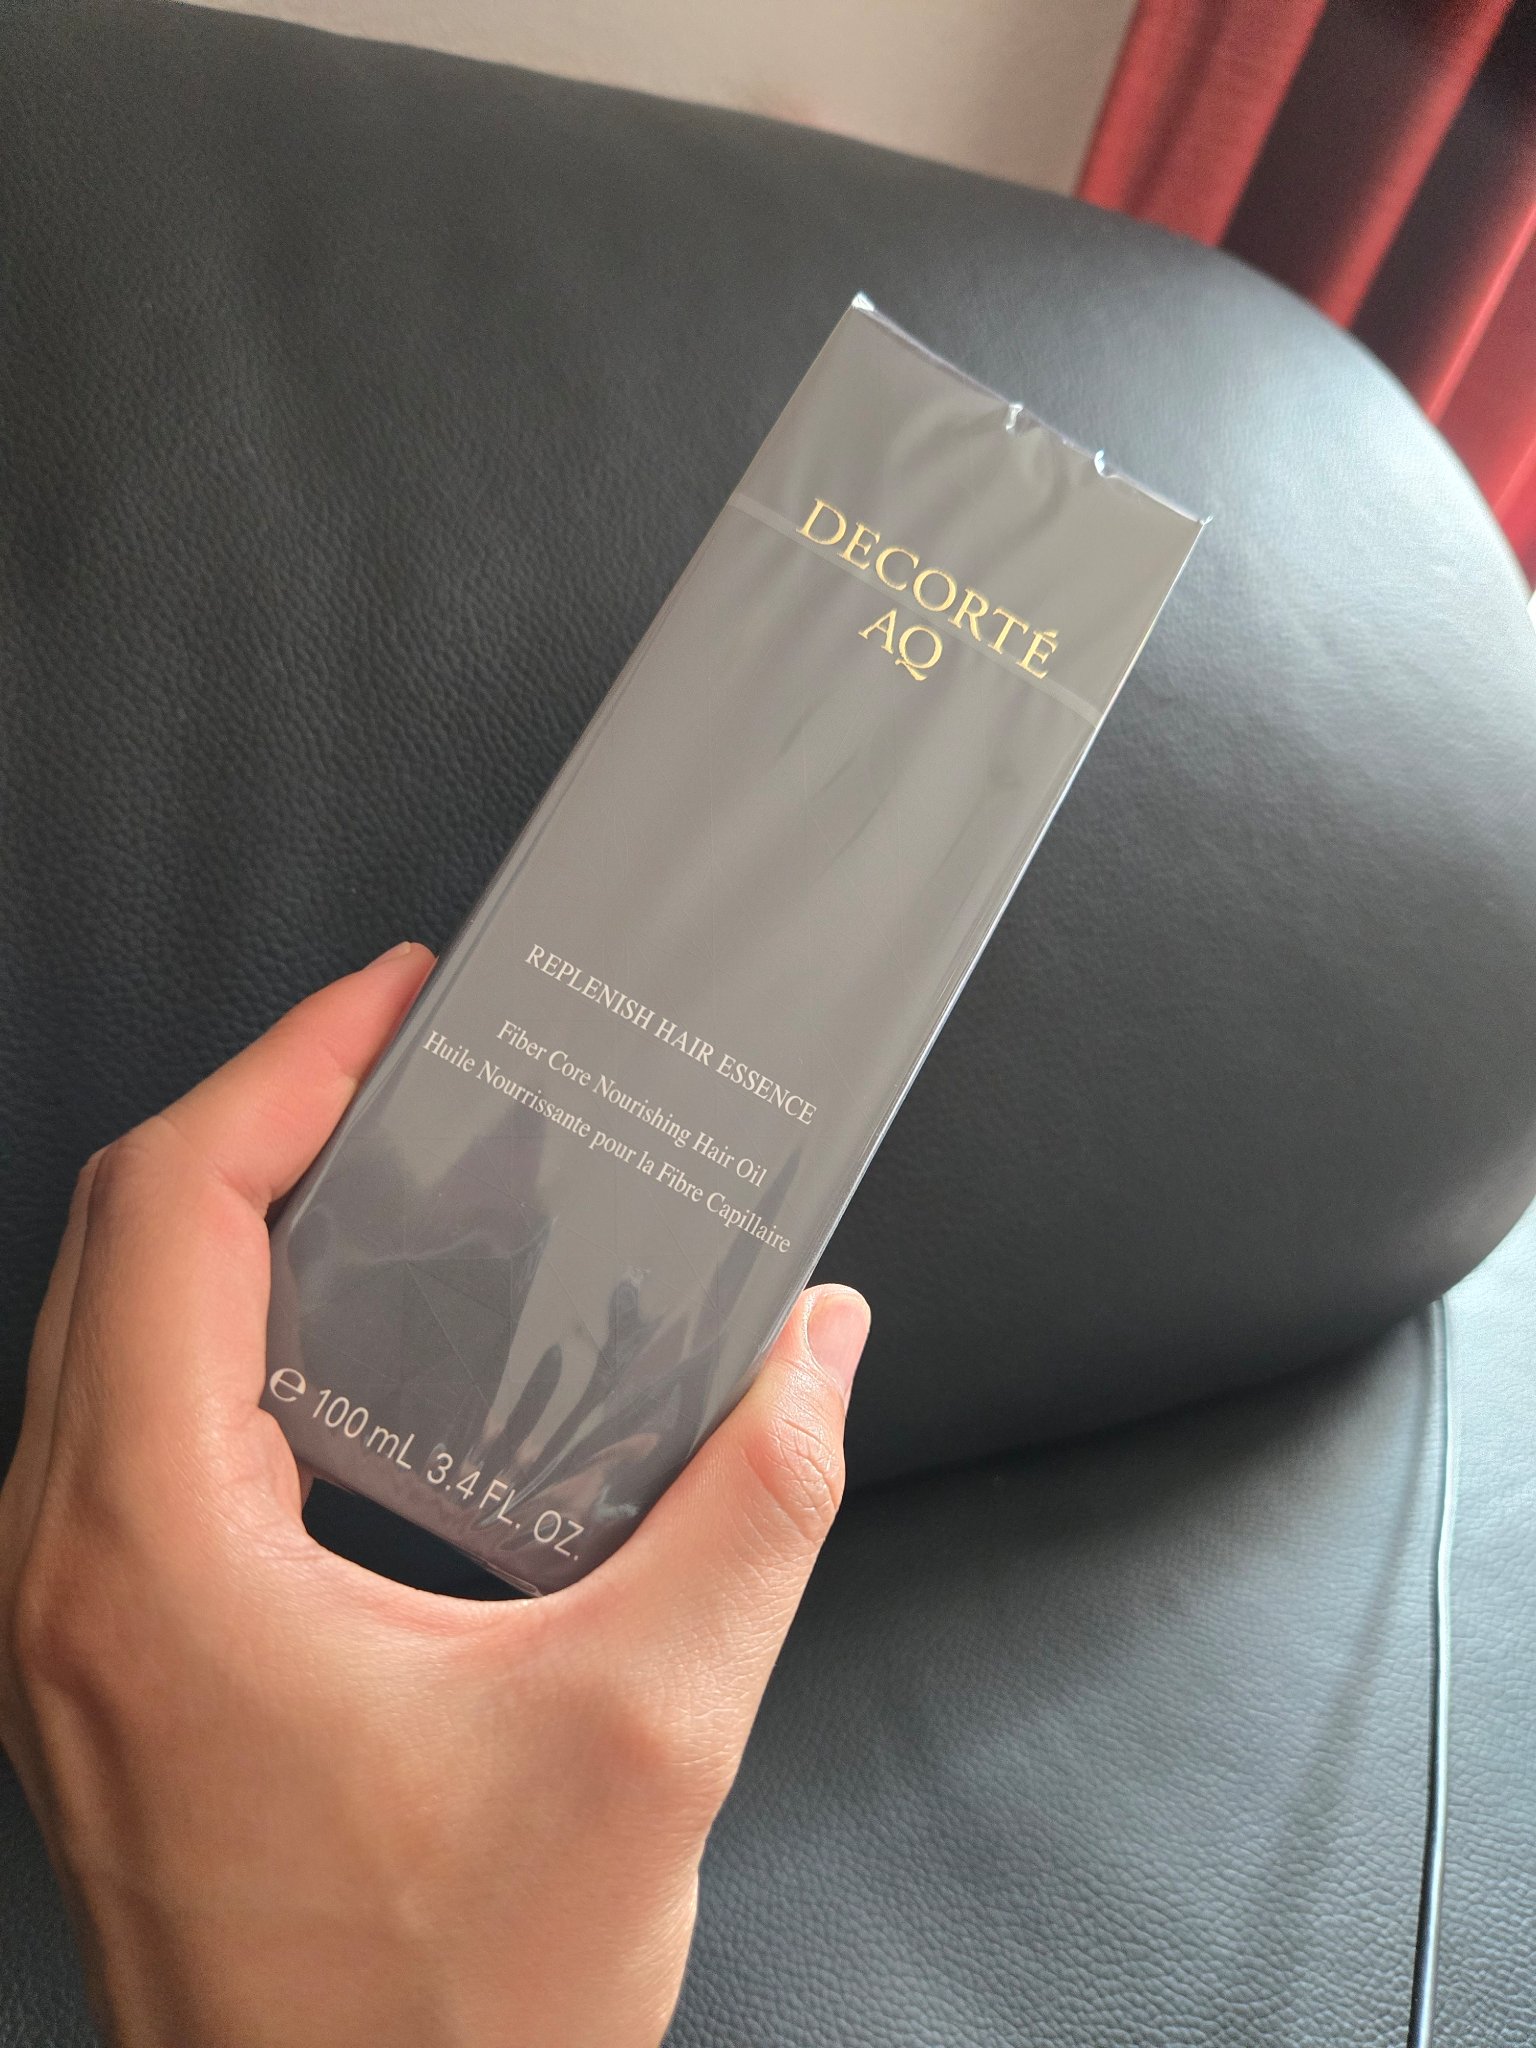 DECORTÉ
AQ
REPLENISH HAIR ESSENCE
Fiber Core Nourishing Hair Oil
Huile Nourrissante pour la Fibre Capillaire
℮ 100 mL 3.4 FL. OZ.